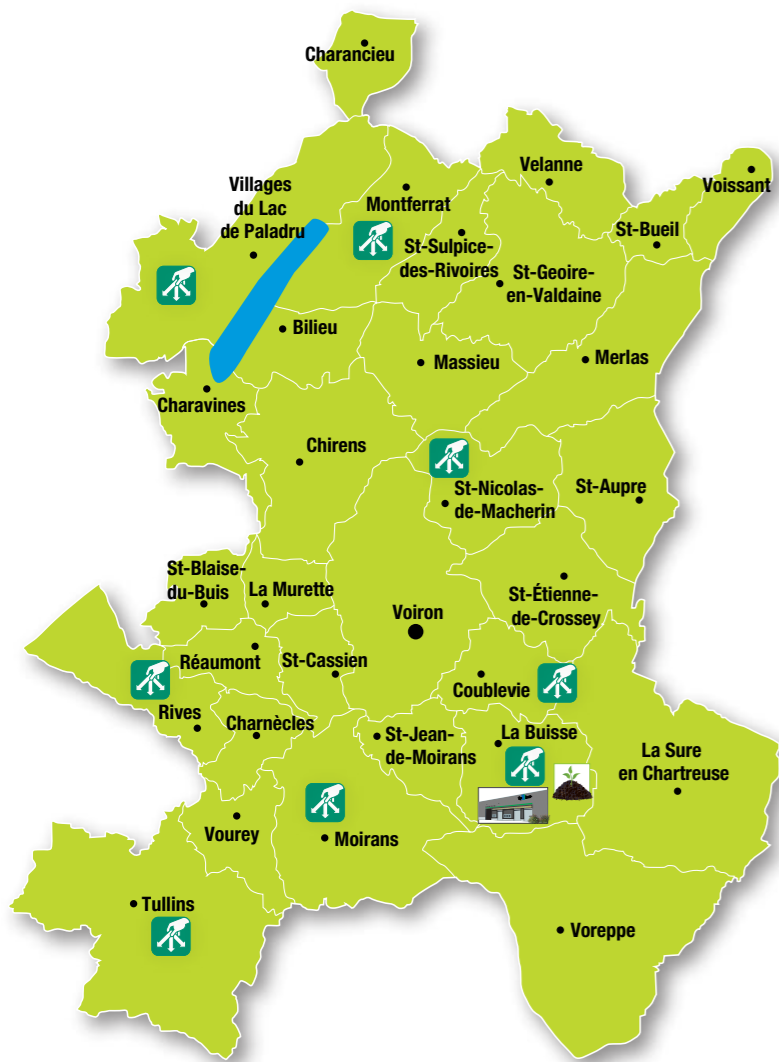 Charancieu
Velanne
Voissant
Villages
du Lac
de Paladru
Montferrat
St-Bueil
St-Sulpice-
des-Rivoires
St-Geoire-
en-Valdaine
Bilieu
Massieu
Merlas
Charavines
Chirens
St-Nicolas-
de-Macherin
St-Aupre
St-Blaise-
du-Buis
La Murette
St-Étienne-
de-Crossey
Voiron
Réaumont
St-Cassien
Coublevie
Rives
Charnècles
St-Jean-
de-Moirans
La Buisse
La Sure
en Chartreuse
Vourey
Moirans
Tullins
Voreppe